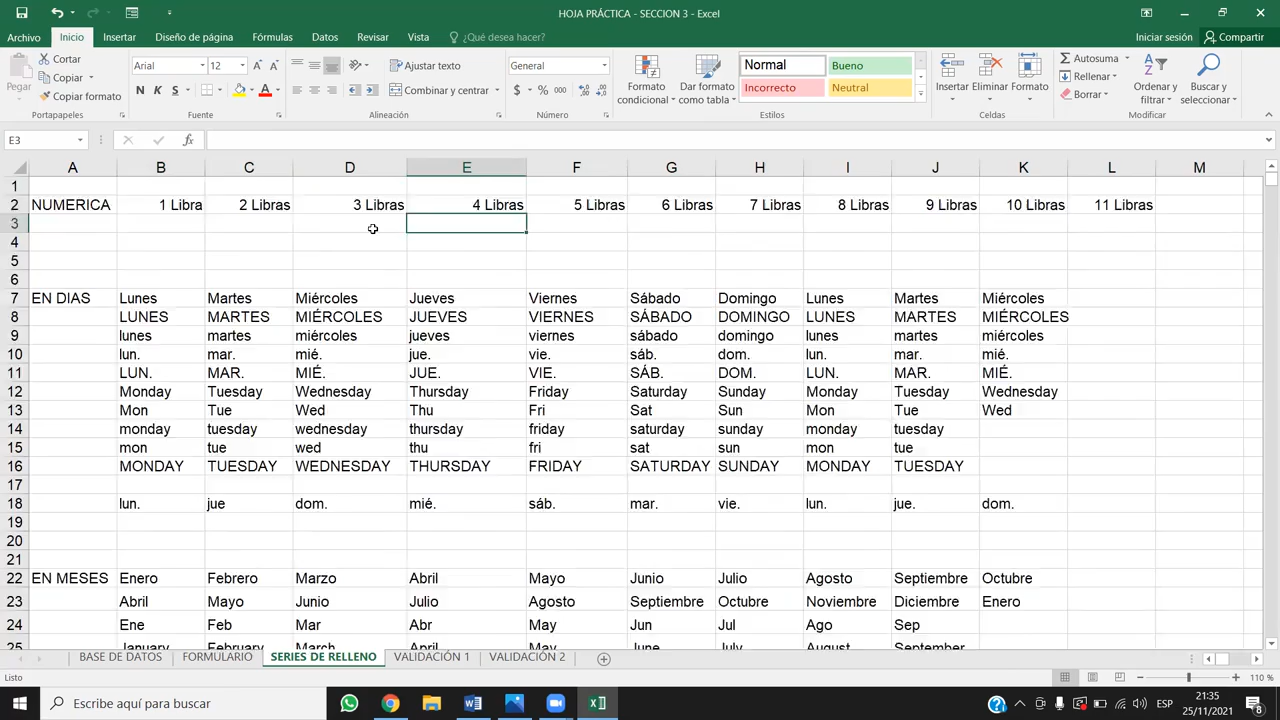 HOJA PRÁCTICA - SECCION 3 - Excel
Archivo Inicio Insertar Diseño de página Fórmulas Datos Revisar Vista ¿Qué desea hacer? Iniciar sesión Compartir
Pegar Cortar Copiar Copiar formato
Arial 12 N K S
Ajustar texto Combinar y centrar
General $ % 000
Formato condicional Dar formato como tabla
Normal Bueno Incorrecto Neutral
Insertar Eliminar Formato
Autosuma Rellenar Borrar
Ordenar y filtrar Buscar y seleccionar
Portapapeles Fuente Alineación Número Estilos Celdas Modificar
E3 fx
A B C D E F G H I J K L M
1
2 NUMERICA 1 Libra 2 Libras 3 Libras 4 Libras 5 Libras 6 Libras 7 Libras 8 Libras 9 Libras 10 Libras 11 Libras
3
4
5
6
7 EN DIAS Lunes Martes Miércoles Jueves Viernes Sábado Domingo Lunes Martes Miércoles
8 LUNES MARTES MIÉRCOLES JUEVES VIERNES SÁBADO DOMINGO LUNES MARTES MIÉRCOLES
9 lunes martes miércoles jueves viernes sábado domingo lunes martes miércoles
10 lun. mar. mié. jue. vie. sáb. dom. lun. mar. mié.
11 LUN. MAR. MIÉ. JUE. VIE. SÁB. DOM. LUN. MAR. MIÉ.
12 Monday Tuesday Wednesday Thursday Friday Saturday Sunday Monday Tuesday Wednesday
13 Mon Tue Wed Thu Fri Sat Sun Mon Tue Wed
14 monday tuesday wednesday thursday friday saturday sunday monday tuesday
15 mon tue wed thu fri sat sun mon tue
16 MONDAY TUESDAY WEDNESDAY THURSDAY FRIDAY SATURDAY SUNDAY MONDAY TUESDAY
17
18 lun. jue dom. mié. sáb. mar. vie. lun. jue. dom.
19
20
21
22 EN MESES Enero Febrero Marzo Abril Mayo Junio Julio Agosto Septiembre Octubre
23 Abril Mayo Junio Julio Agosto Septiembre Octubre Noviembre Diciembre Enero
24 Ene Feb Mar Abr May Jun Jul Ago Sep
25 January February March April May June July August September
BASE DE DATOS FORMULARIO SERIES DE RELLENO VALIDACIÓN 1 VALIDACIÓN 2
Listo 110 %
Escribe aquí para buscar ESP 21:35
25/11/2021 8